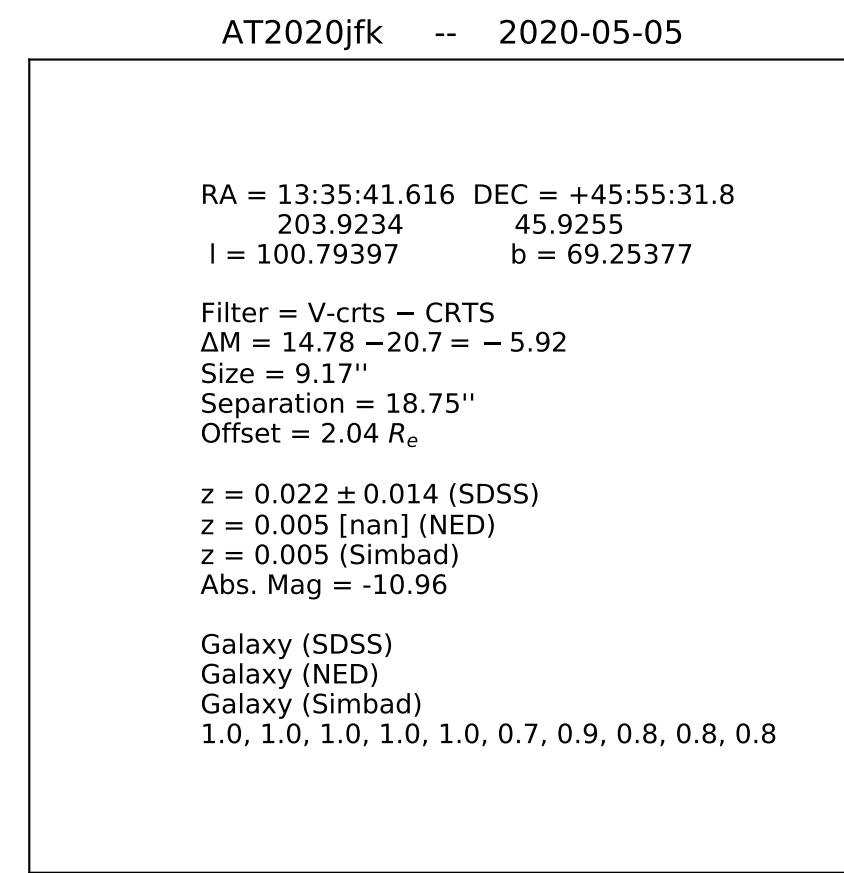 AT2020jfk -- 2020-05-05
RA = 13:35:41.616 DEC = +45:55:31.8
203.9234 45.9255
l = 100.79397 b = 69.25377
Filter = V-crts − CRTS
ΔM = 14.78 −20.7 = − 5.92
Size = 9.17''
Separation = 18.75''
Offset = 2.04 Rₑ
z = 0.022 ± 0.014 (SDSS)
z = 0.005 [nan] (NED)
z = 0.005 (Simbad)
Abs. Mag = -10.96
Galaxy (SDSS)
Galaxy (NED)
Galaxy (Simbad)
1.0, 1.0, 1.0, 1.0, 1.0, 0.7, 0.9, 0.8, 0.8, 0.8